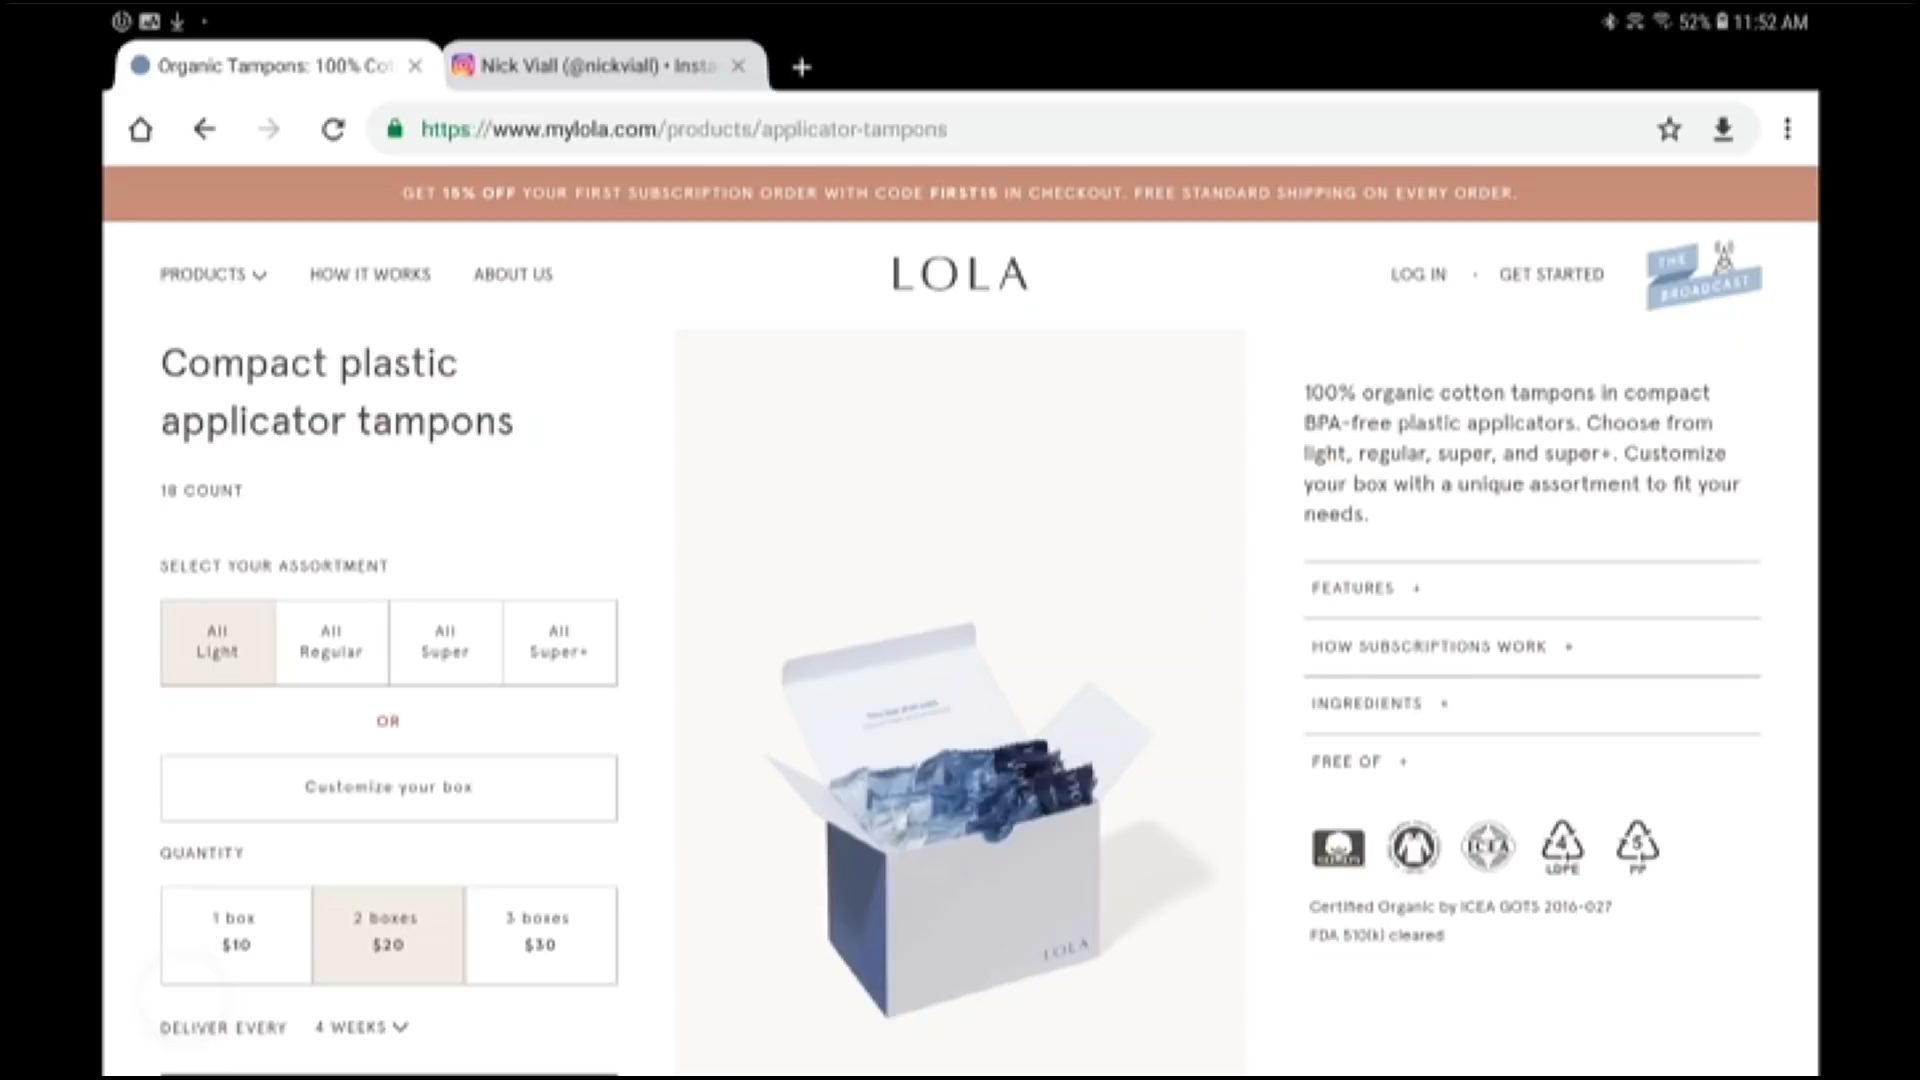 52% 11:52 AM
Organic Tampons: 100% Cot
Nick Viall (@nickviall) • Insta
https://www.mylola.com/products/applicator-tampons
GET 15% OFF YOUR FIRST SUBSCRIPTION ORDER WITH CODE FIRST15 IN CHECKOUT. FREE STANDARD SHIPPING ON EVERY ORDER.
PRODUCTS HOW IT WORKS ABOUT US
LOLA
LOG IN · GET STARTED
THE
BROADCAST
Compact plastic
applicator tampons
18 COUNT
SELECT YOUR ASSORTMENT
All
Light
All
Regular
All
Super
All
Super+
OR
Customize your box
QUANTITY
1 box
$10
2 boxes
$20
3 boxes
$30
DELIVER EVERY 4 WEEKS
LOLA
100% organic cotton tampons in compact
BPA-free plastic applicators. Choose from
light, regular, super, and super+. Customize
your box with a unique assortment to fit your
needs.
FEATURES +
HOW SUBSCRIPTIONS WORK +
INGREDIENTS +
FREE OF +
ICEA
4
LDPE
5
PP
Certified Organic by ICEA GOTS 2016-027
FDA 510(k) cleared